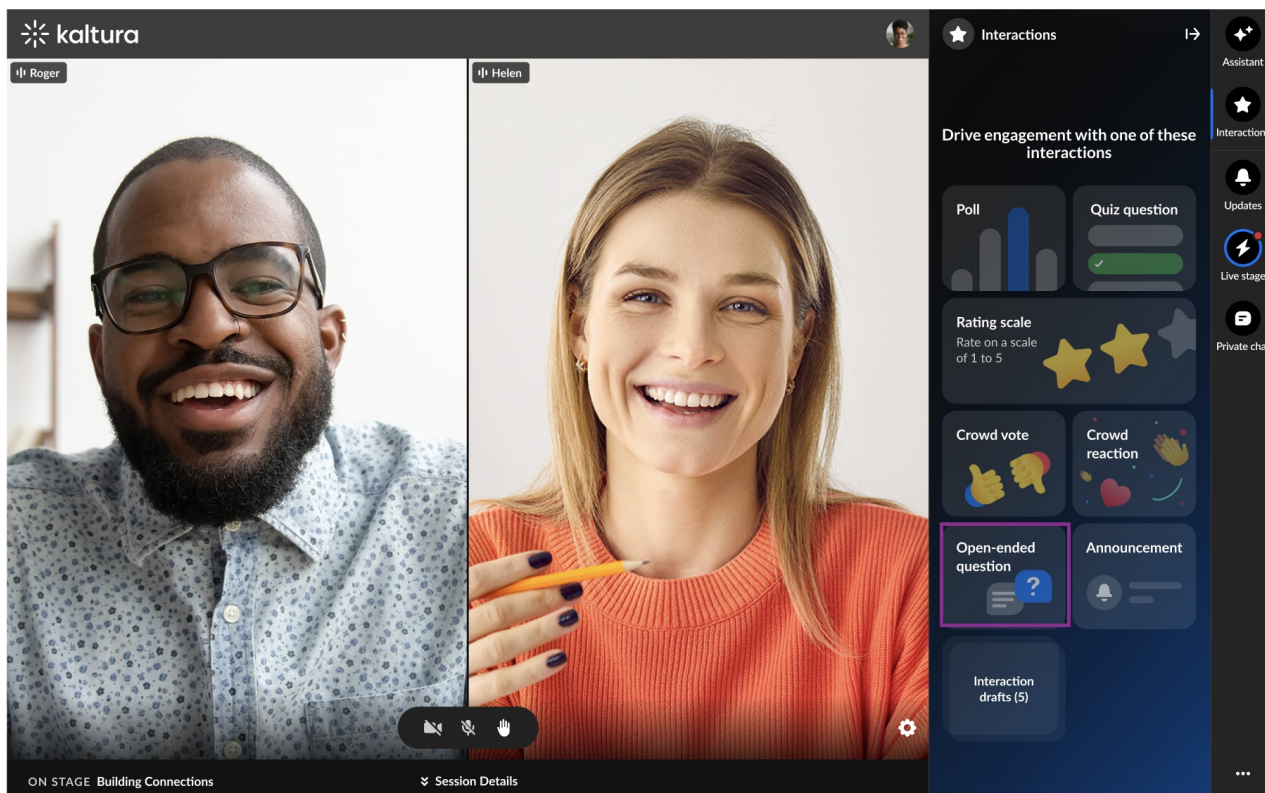 kaltura
Roger
Helen
ON STAGE Building Connections
Session Details
Interactions
Drive engagement with one of these
interactions
Poll
Quiz question
Rating scale
Rate on a scale
of 1 to 5
Crowd vote
Crowd
reaction
Open-ended
question
?
Announcement
Interaction
drafts (5)
Assistant
Interaction
Updates
Live stage
Private cha